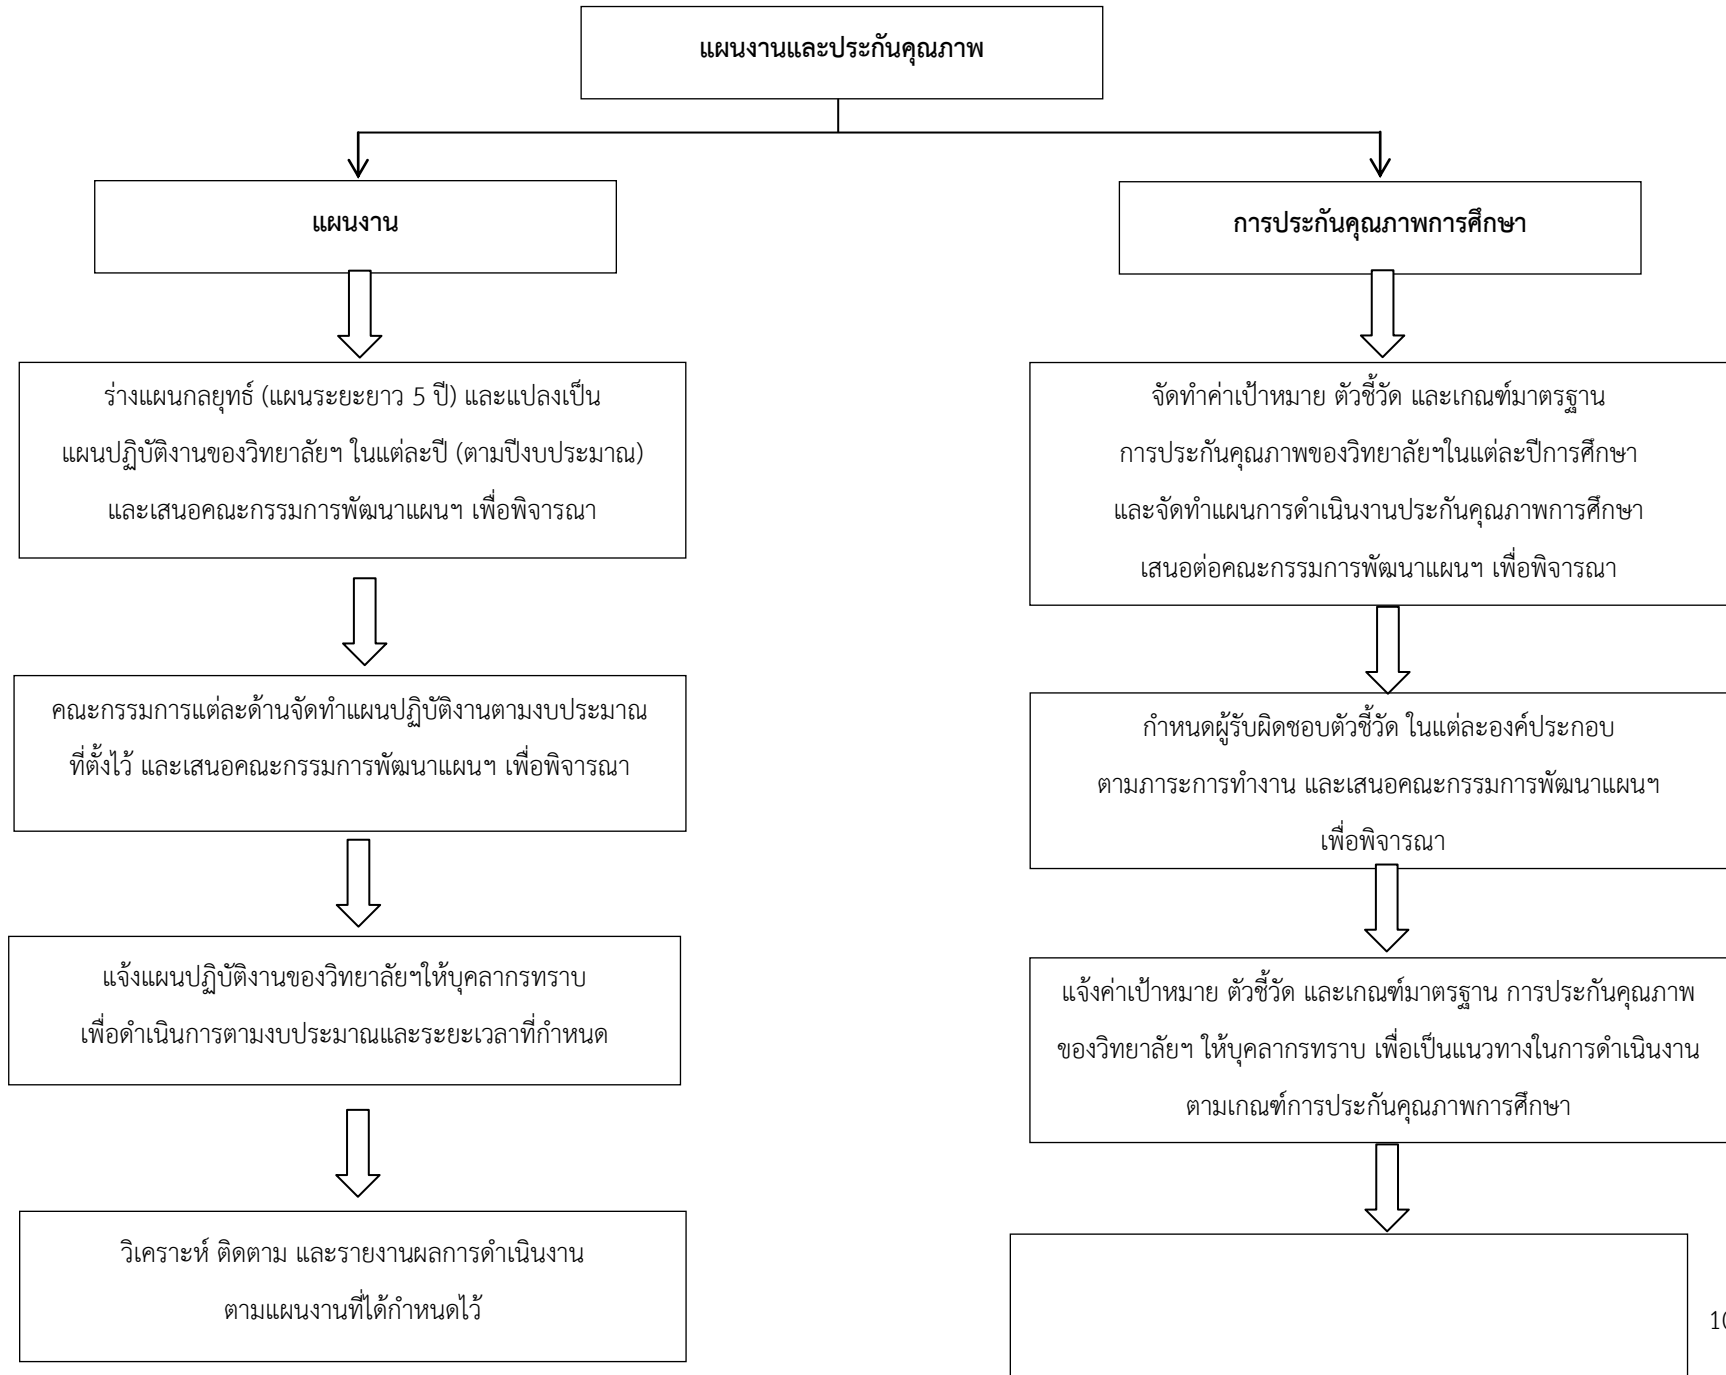 แผนงานและประกันคุณภาพ
แผนงาน
การประกันคุณภาพการศึกษา
ร่างแผนกลยุทธ์ (แผนระยะยาว 5 ปี) และแปลงเป็น
แผนปฏิบัติงานของวิทยาลัยฯ ในแต่ละปี (ตามปีงบประมาณ)
และเสนอคณะกรรมการพัฒนาแผนฯ เพื่อพิจารณา
คณะกรรมการแต่ละด้านจัดทำแผนปฏิบัติงานตามงบประมาณ
ที่ตั้งไว้ และเสนอคณะกรรมการพัฒนาแผนฯ เพื่อพิจารณา
แจ้งแผนปฏิบัติงานของวิทยาลัยฯให้บุคลากรทราบ
เพื่อดำเนินการตามงบประมาณและระยะเวลาที่กำหนด
วิเคราะห์ ติดตาม และรายงานผลการดำเนินงาน
ตามแผนงานที่ได้กำหนดไว้
จัดทำค่าเป้าหมาย ตัวชี้วัด และเกณฑ์มาตรฐาน
การประกันคุณภาพของวิทยาลัยฯในแต่ละปีการศึกษา
และจัดทำแผนการดำเนินงานประกันคุณภาพการศึกษา
เสนอต่อคณะกรรมการพัฒนาแผนฯ เพื่อพิจารณา
กำหนดผู้รับผิดชอบตัวชี้วัด ในแต่ละองค์ประกอบ
ตามภาระการทำงาน และเสนอคณะกรรมการพัฒนาแผนฯ
เพื่อพิจารณา
แจ้งค่าเป้าหมาย ตัวชี้วัด และเกณฑ์มาตรฐาน การประกันคุณภาพ
ของวิทยาลัยฯ ให้บุคลากรทราบ เพื่อเป็นแนวทางในการดำเนินงาน
ตามเกณฑ์การประกันคุณภาพการศึกษา